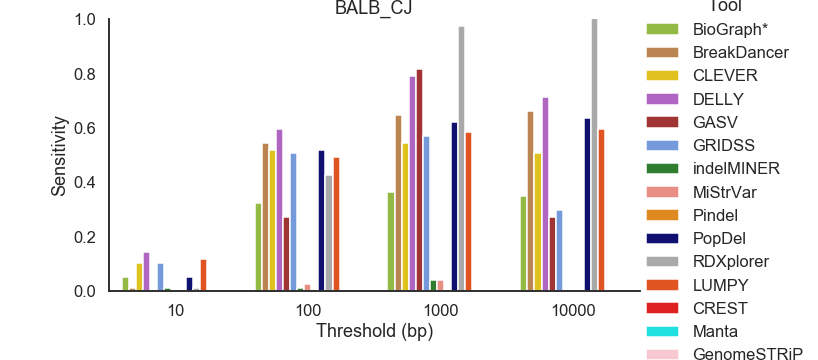 BALB_CJ
Sensitivity
1.0
0.8
0.6
0.4
0.2
0.0
10 100 1000 10000
Threshold (bp)
Tool
BioGraph*
BreakDancer
CLEVER
DELLY
GASV
GRIDSS
indelMINER
MiStrVar
Pindel
PopDel
RDXplorer
LUMPY
CREST
Manta
GenomeSTRiP